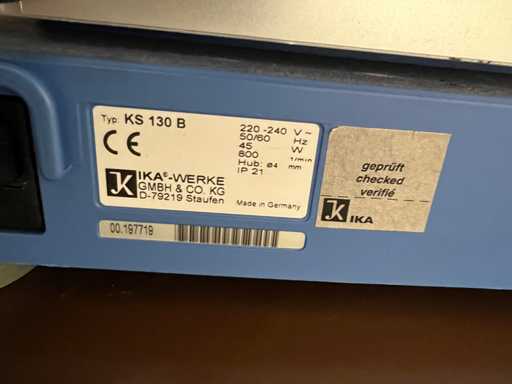 Typ: KS 130 B
CE
220 -240 V ~
50/60 Hz
45 W
800 1/min
Hub: ø4 mm
IP 21
IKA®-WERKE
GMBH & CO. KG
D-79219 Staufen
Made in Germany
00.197719
geprüft
checked
verifié
IKA